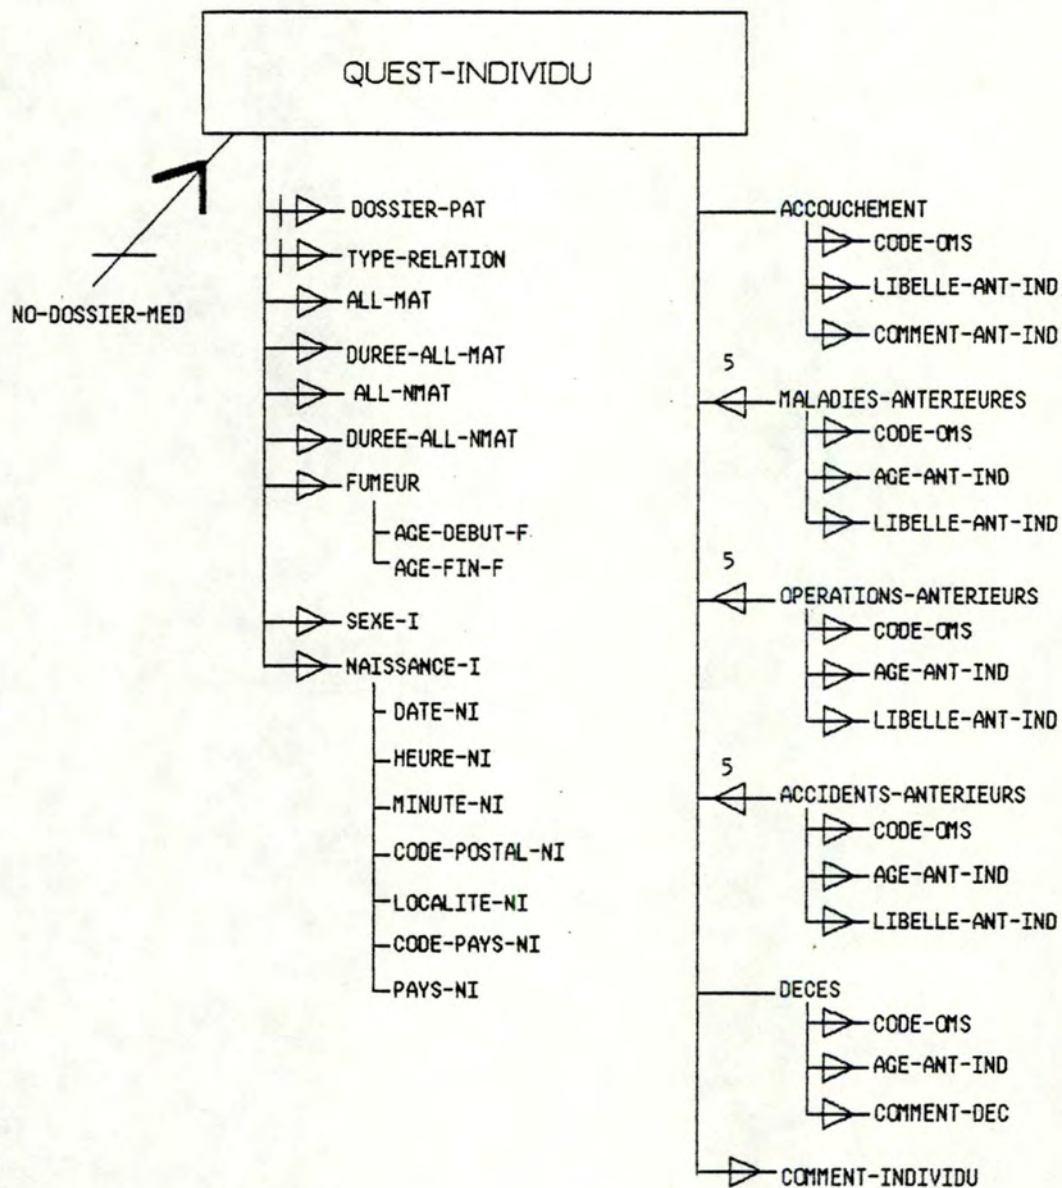 QUEST-INDIVIDU
NO-DOSSIER-MED
DOSSIER-PAT
TYPE-RELATION
ALL-MAT
DUREE-ALL-MAT
ALL-NMAT
DUREE-ALL-NMAT
FUMEUR
AGE-DEBUT-F
AGE-FIN-F
SEXE-I
NAISSANCE-I
DATE-NI
HEURE-NI
MINUTE-NI
CODE-POSTAL-NI
LOCALITE-NI
CODE-PAYS-NI
PAYS-NI
ACCOUCHEMENT
CODE-OMS
LIBELLE-ANT-IND
COMMENT-ANT-IND
5
MALADIES-ANTERIEURES
CODE-OMS
AGE-ANT-IND
LIBELLE-ANT-IND
5
OPERATIONS-ANTERIEURS
CODE-OMS
AGE-ANT-IND
LIBELLE-ANT-IND
5
ACCIDENTS-ANTERIEURS
CODE-OMS
AGE-ANT-IND
LIBELLE-ANT-IND
DECES
CODE-OMS
AGE-ANT-IND
COMMENT-DEC
COMMENT-INDIVIDU